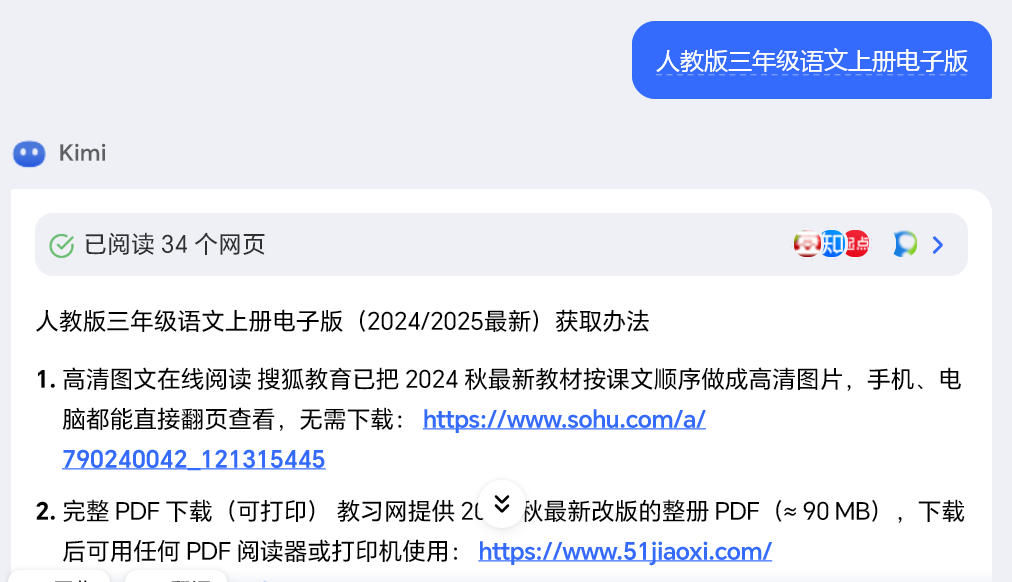 人教版三年级语文上册电子版
Kimi
已阅读 34 个网页
知
起点
人教版三年级语文上册电子版（2024/2025最新）获取办法
1. 高清图文在线阅读 搜狐教育已把 2024 秋最新教材按课文顺序做成高清图片，手机、电
脑都能直接翻页查看，无需下载： https://www.sohu.com/a/
790240042_121315445
2. 完整 PDF 下载（可打印） 教习网提供 20 秋最新改版的整册 PDF（≈ 90 MB），下载
后可用任何 PDF 阅读器或打印机使用： https://www.51jiaoxi.com/